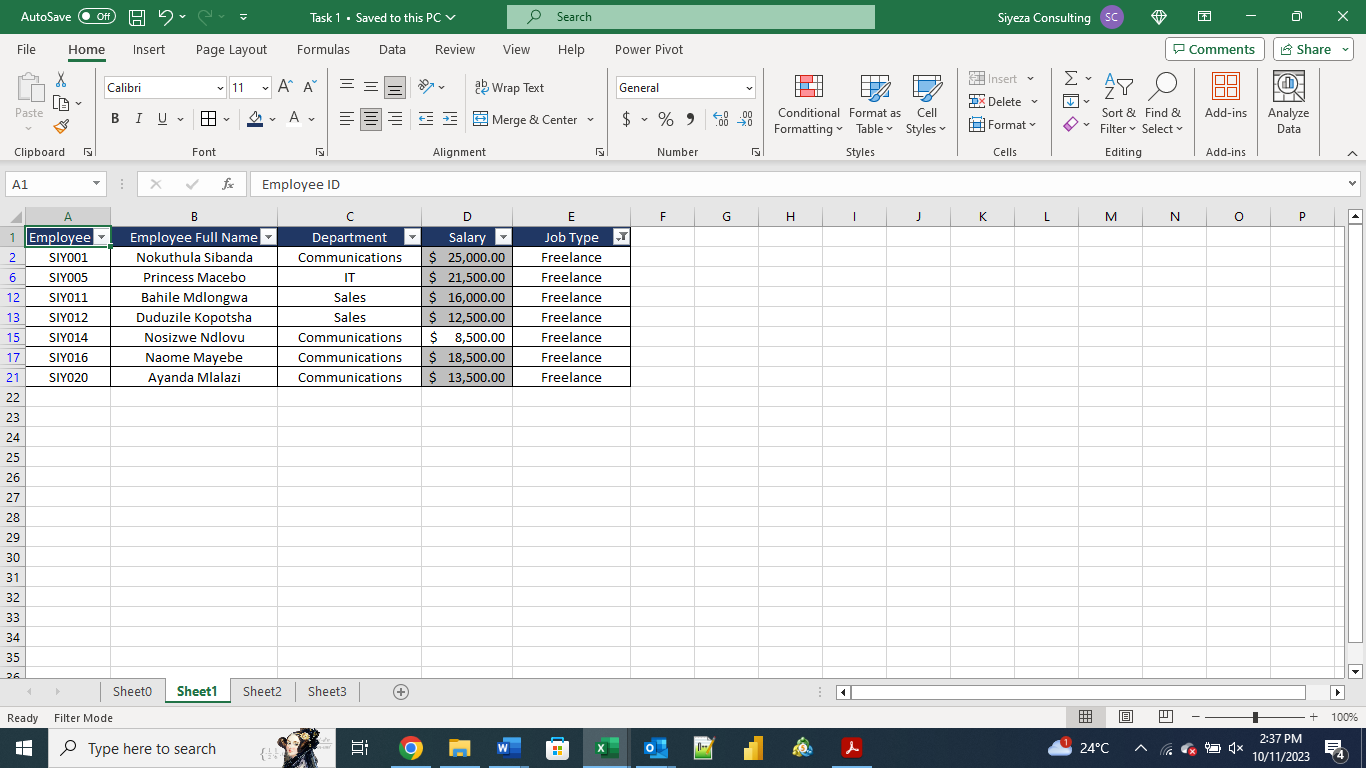 AutoSave Off Task 1 • Saved to this PC Search Siyeza Consulting SC
File Home Insert Page Layout Formulas Data Review View Help Power Pivot Comments Share
Paste
Clipboard
Calibri 11
B I U A
Font
ab Wrap Text
Merge & Center
Alignment
General
$ % 9
Number
Conditional Formatting
Format as Table
Cell Styles
Styles
Insert
Delete
Format
Cells
Sort & Filter
Find & Select
Editing
Add-ins
Add-ins
Analyze Data
A1 fx Employee ID
A B C D E F G H I J K L M N O P
1 Employee Employee Full Name Department Salary Job Type
2 SIY001 Nokuthula Sibanda Communications $ 25,000.00 Freelance
6 SIY005 Princess Macebo IT $ 21,500.00 Freelance
12 SIY011 Bahile Mdlongwa Sales $ 16,000.00 Freelance
13 SIY012 Duduzile Kopotsha Sales $ 12,500.00 Freelance
15 SIY014 Nosizwe Ndlovu Communications $ 8,500.00 Freelance
17 SIY016 Naome Mayebe Communications $ 18,500.00 Freelance
21 SIY020 Ayanda Mlalazi Communications $ 13,500.00 Freelance
22
23
24
25
26
27
28
29
30
31
32
33
34
35
36
Sheet0 Sheet1 Sheet2 Sheet3
Ready Filter Mode 100%
Type here to search 1 24°C 2:37 PM
10/11/2023 4